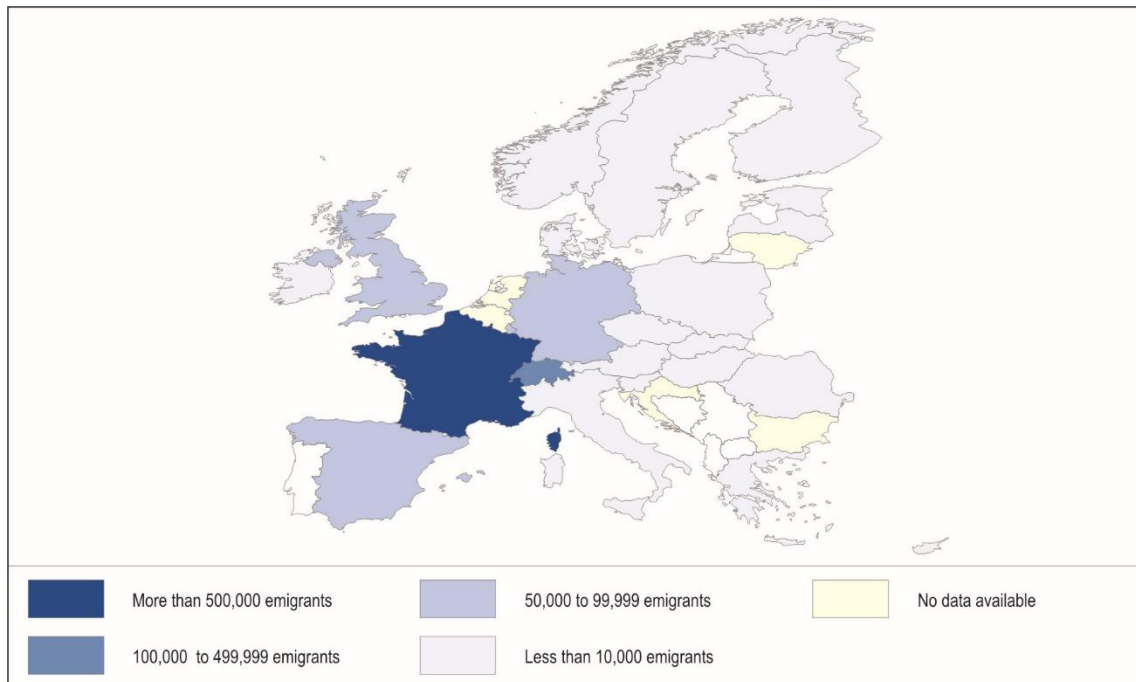 More than 500,000 emigrants
50,000 to 99,999 emigrants
No data available
100,000 to 499,999 emigrants
Less than 10,000 emigrants